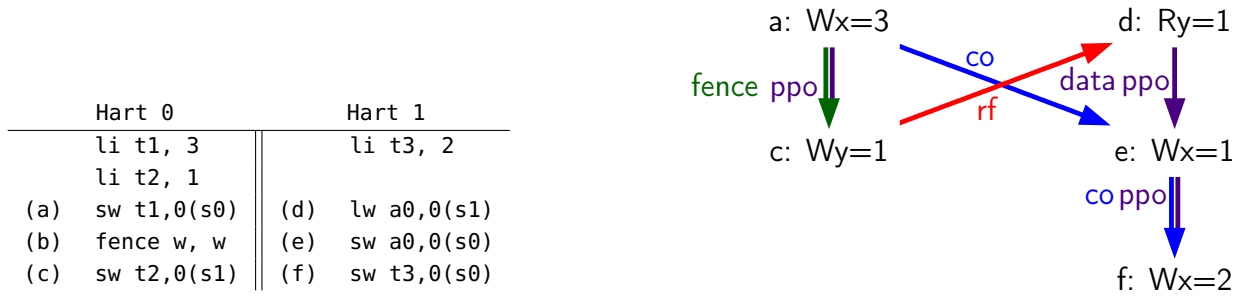 Hart 0 Hart 1
li t1, 3 li t3, 2
li t2, 1
(a) sw t1,0(s0) (d) lw a0,0(s1)
(b) fence w, w (e) sw a0,0(s0)
(c) sw t2,0(s1) (f) sw t3,0(s0)
a: Wx=3 d: Ry=1
co
fence ppo data ppo
rf
c: Wy=1 e: Wx=1
co ppo
f: Wx=2